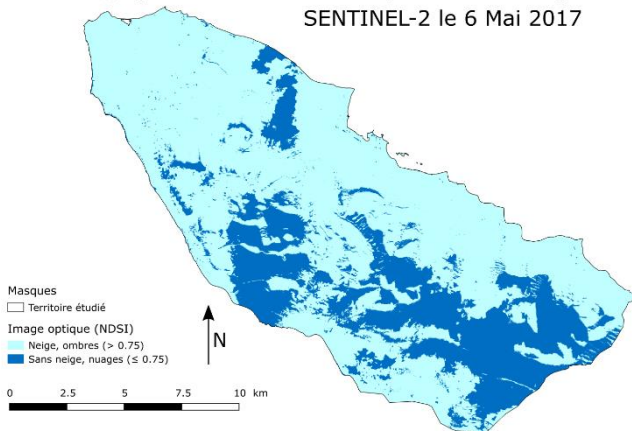 SENTINEL-2 le 6 Mai 2017
Masques
Territoire étudié
Image optique (NDSI)
Neige, ombres (> 0.75)
Sans neige, nuages (≤ 0.75)
N
0 2.5 5 7.5 10 km